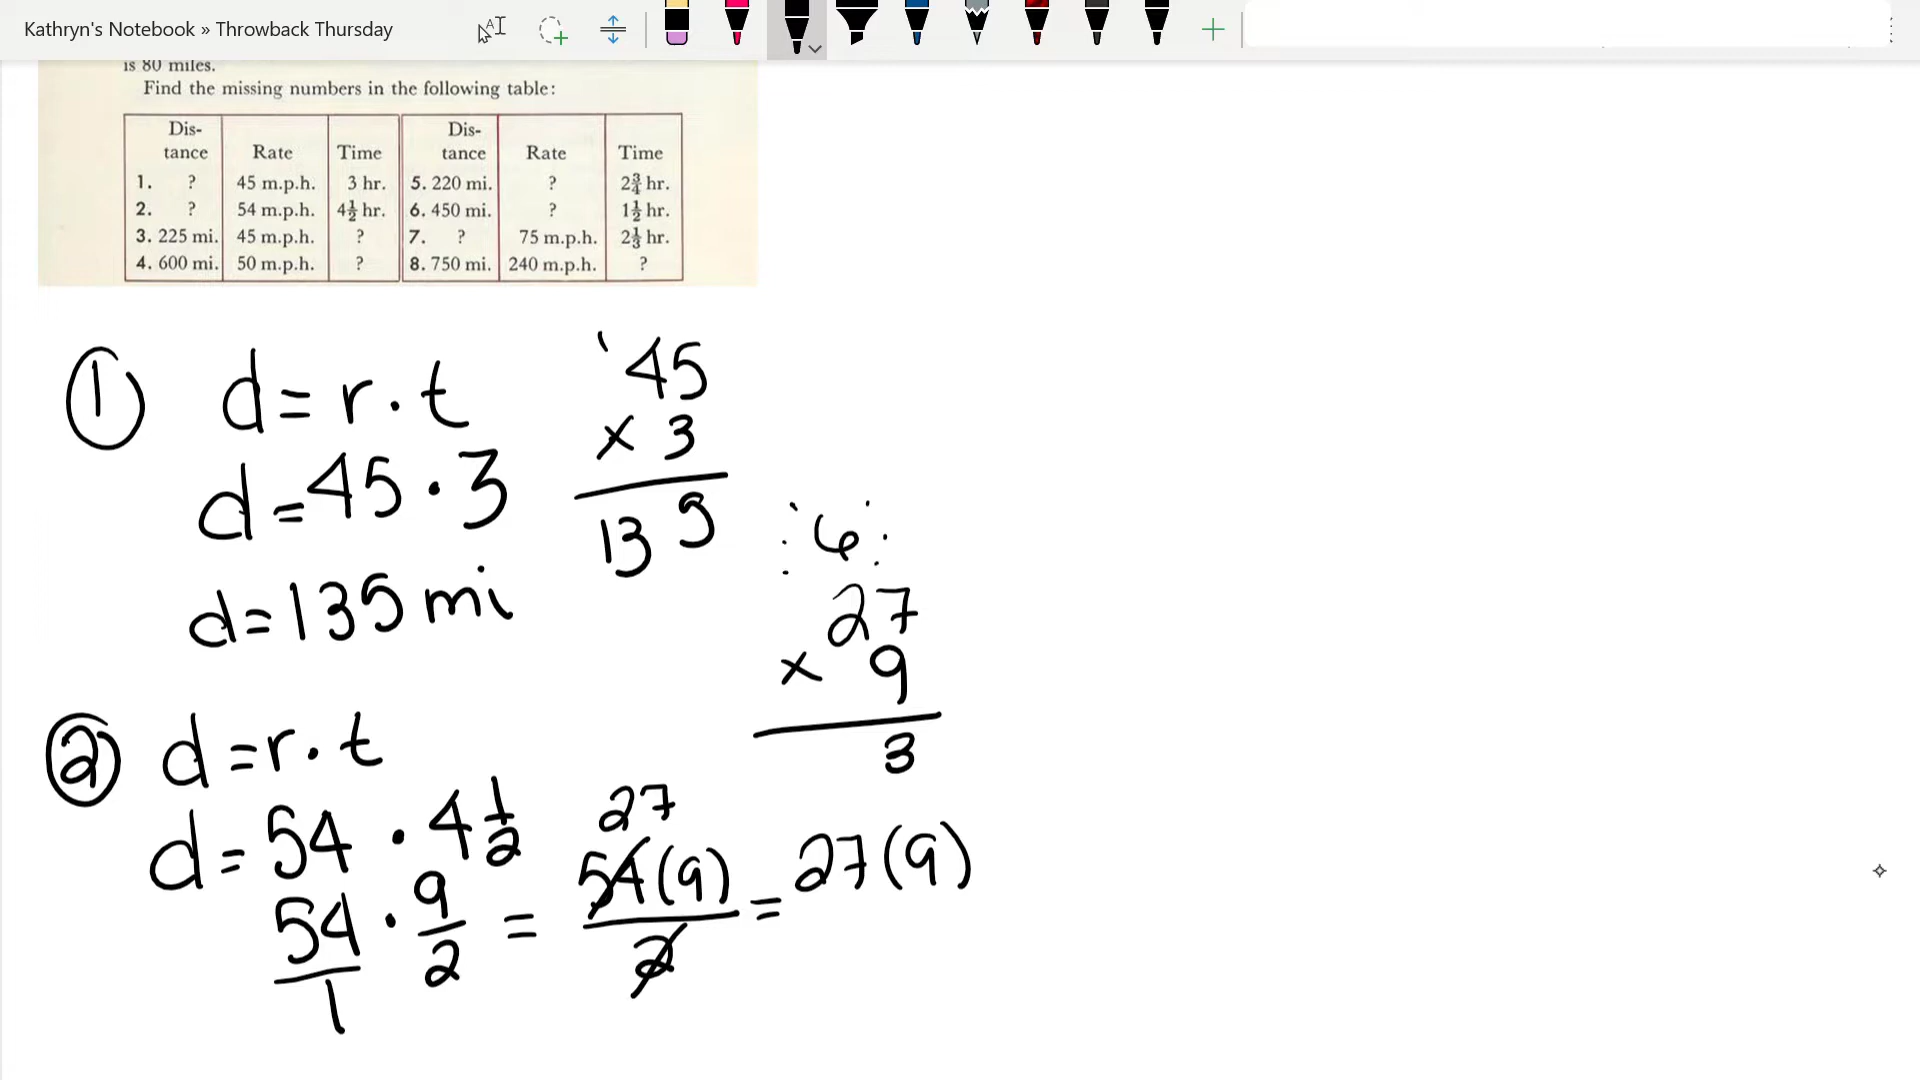 Kathryn's Notebook » Throwback Thursday
is 80 miles.
Find the missing numbers in the following table:
Dis-tance Rate Time Dis-tance Rate Time
1. ? 45 m.p.h. 3 hr. 5. 220 mi. ? 2¾ hr.
2. ? 54 m.p.h. 4½ hr. 6. 450 mi. ? 1½ hr.
3. 225 mi. 45 m.p.h. ? 7. ? 75 m.p.h. 2⅓ hr.
4. 600 mi. 50 m.p.h. ? 8. 750 mi. 240 m.p.h. ?
① d = r · t
d = 45 · 3
d = 135 mi
1
45
× 3
135
6
27
× 9
3
② d = r · t
d = 54 · 4½
54/1 · 9/2 = 54(9)/2 = 27(9)
27